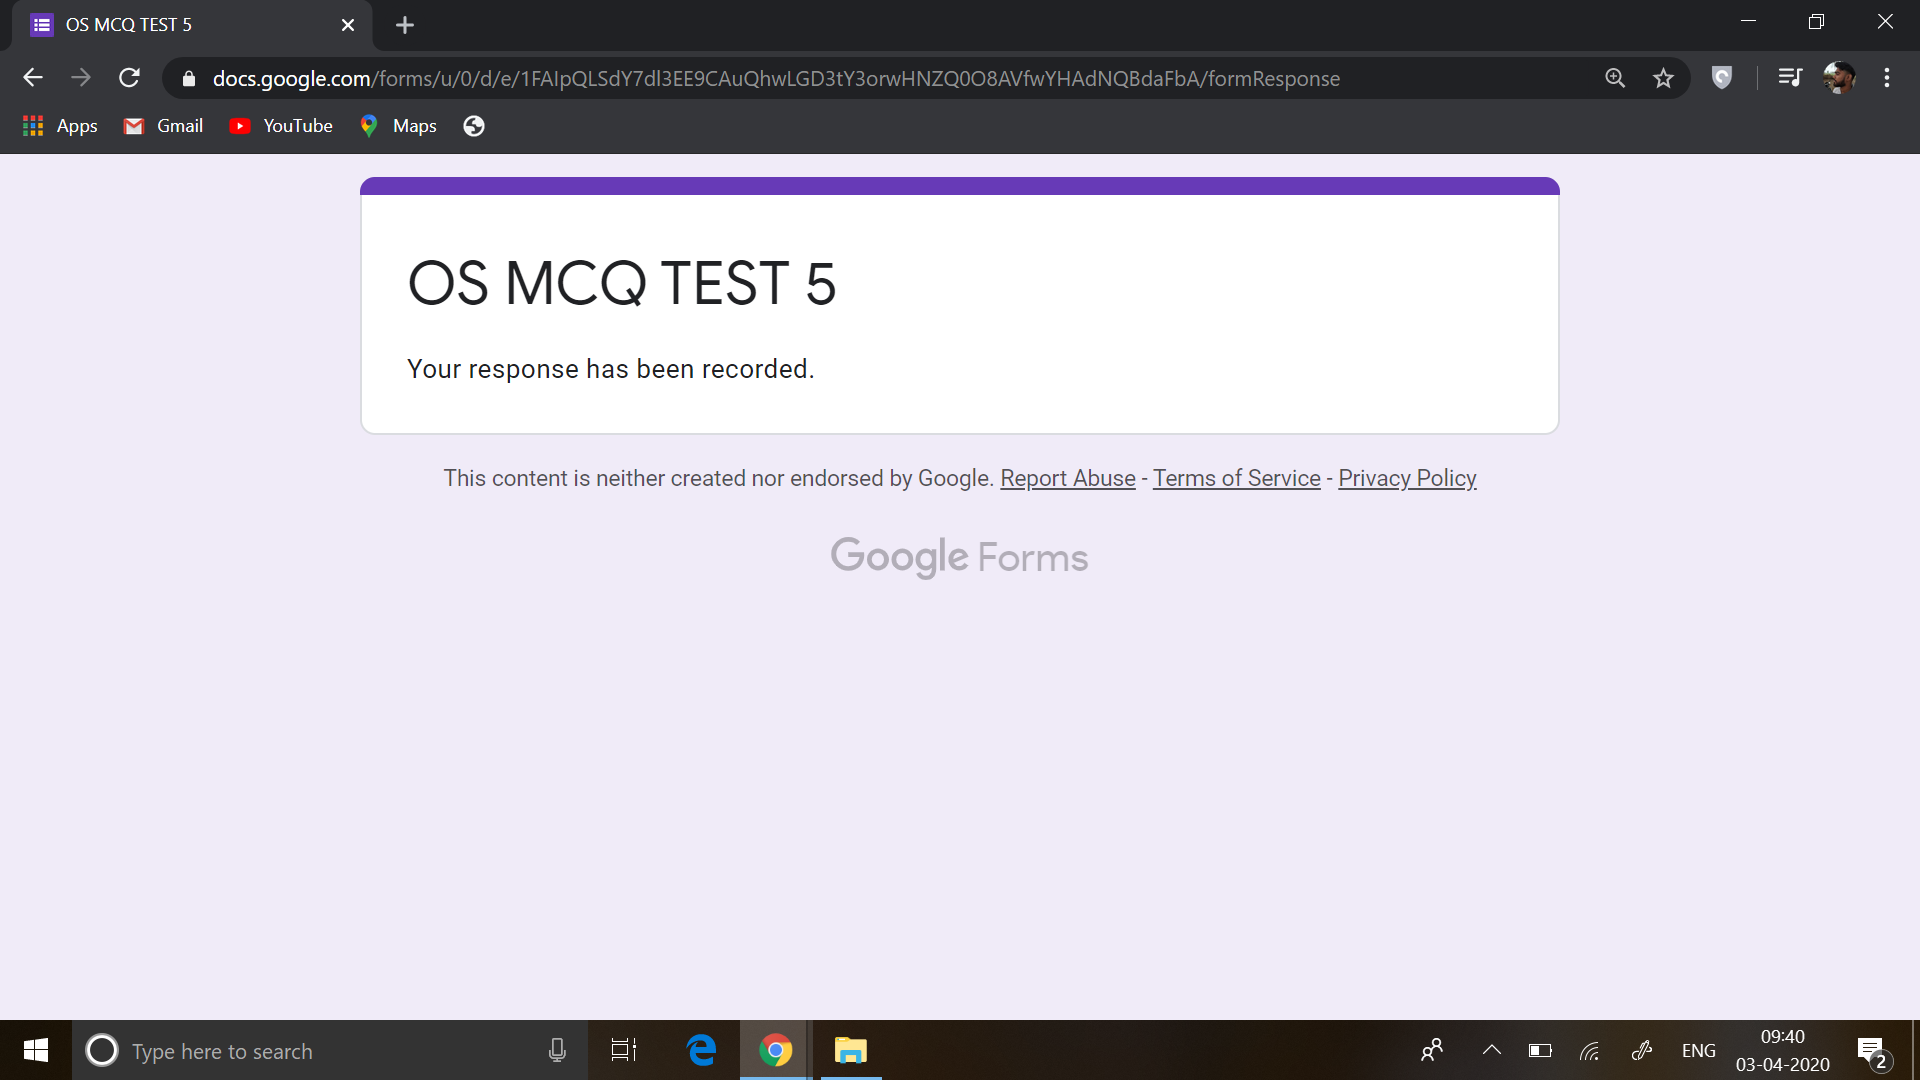 OS MCQ TEST 5
docs.google.com/forms/u/0/d/e/1FAIpQLSdY7dl3EE9CAuQhwLGD3tY3orwHNZQ0O8AVfwYHAdNQBdaFbA/formResponse
Apps Gmail YouTube Maps
OS MCQ TEST 5
Your response has been recorded.
This content is neither created nor endorsed by Google. Report Abuse - Terms of Service - Privacy Policy
Google Forms
Type here to search
ENG
09:40
03-04-2020
2